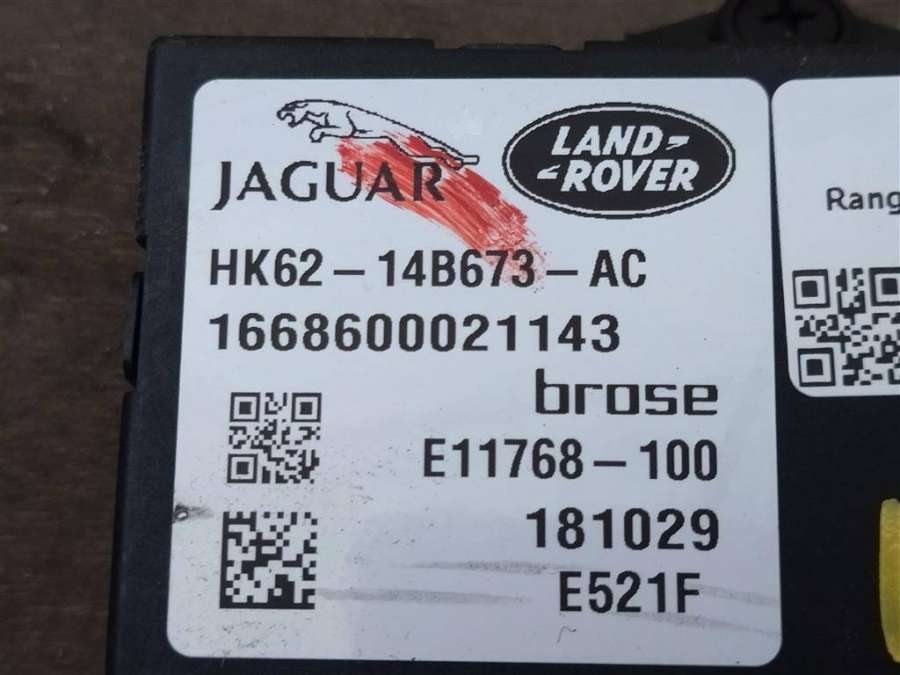 JAGUAR
LAND
ROVER
HK62-14B673-AC
1668600021143
brose
E11768-100
181029
E521F
Rang